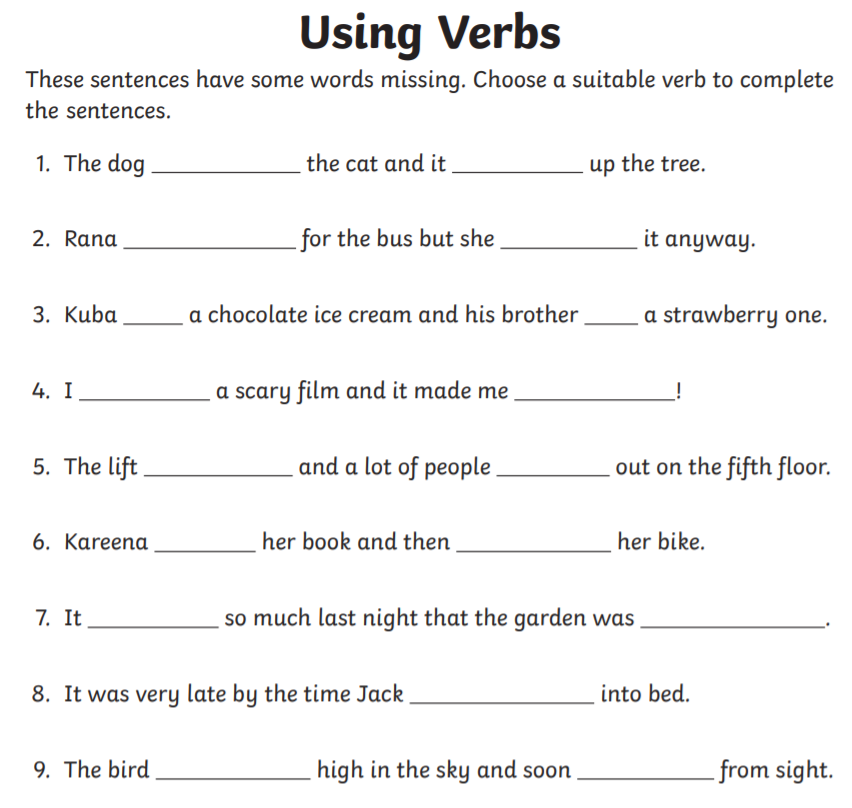 Using Verbs
These sentences have some words missing. Choose a suitable verb to complete
the sentences.
1. The dog ____________ the cat and it ___________ up the tree.
2. Rana ______________ for the bus but she ___________ it anyway.
3. Kuba _____ a chocolate ice cream and his brother ____ a strawberry one.
4. I ___________ a scary film and it made me _____________!
5. The lift ____________ and a lot of people _________ out on the fifth floor.
6. Kareena ________ her book and then _____________ her bike.
7. It ___________ so much last night that the garden was _______________.
8. It was very late by the time Jack _______________ into bed.
9. The bird _____________ high in the sky and soon ___________ from sight.